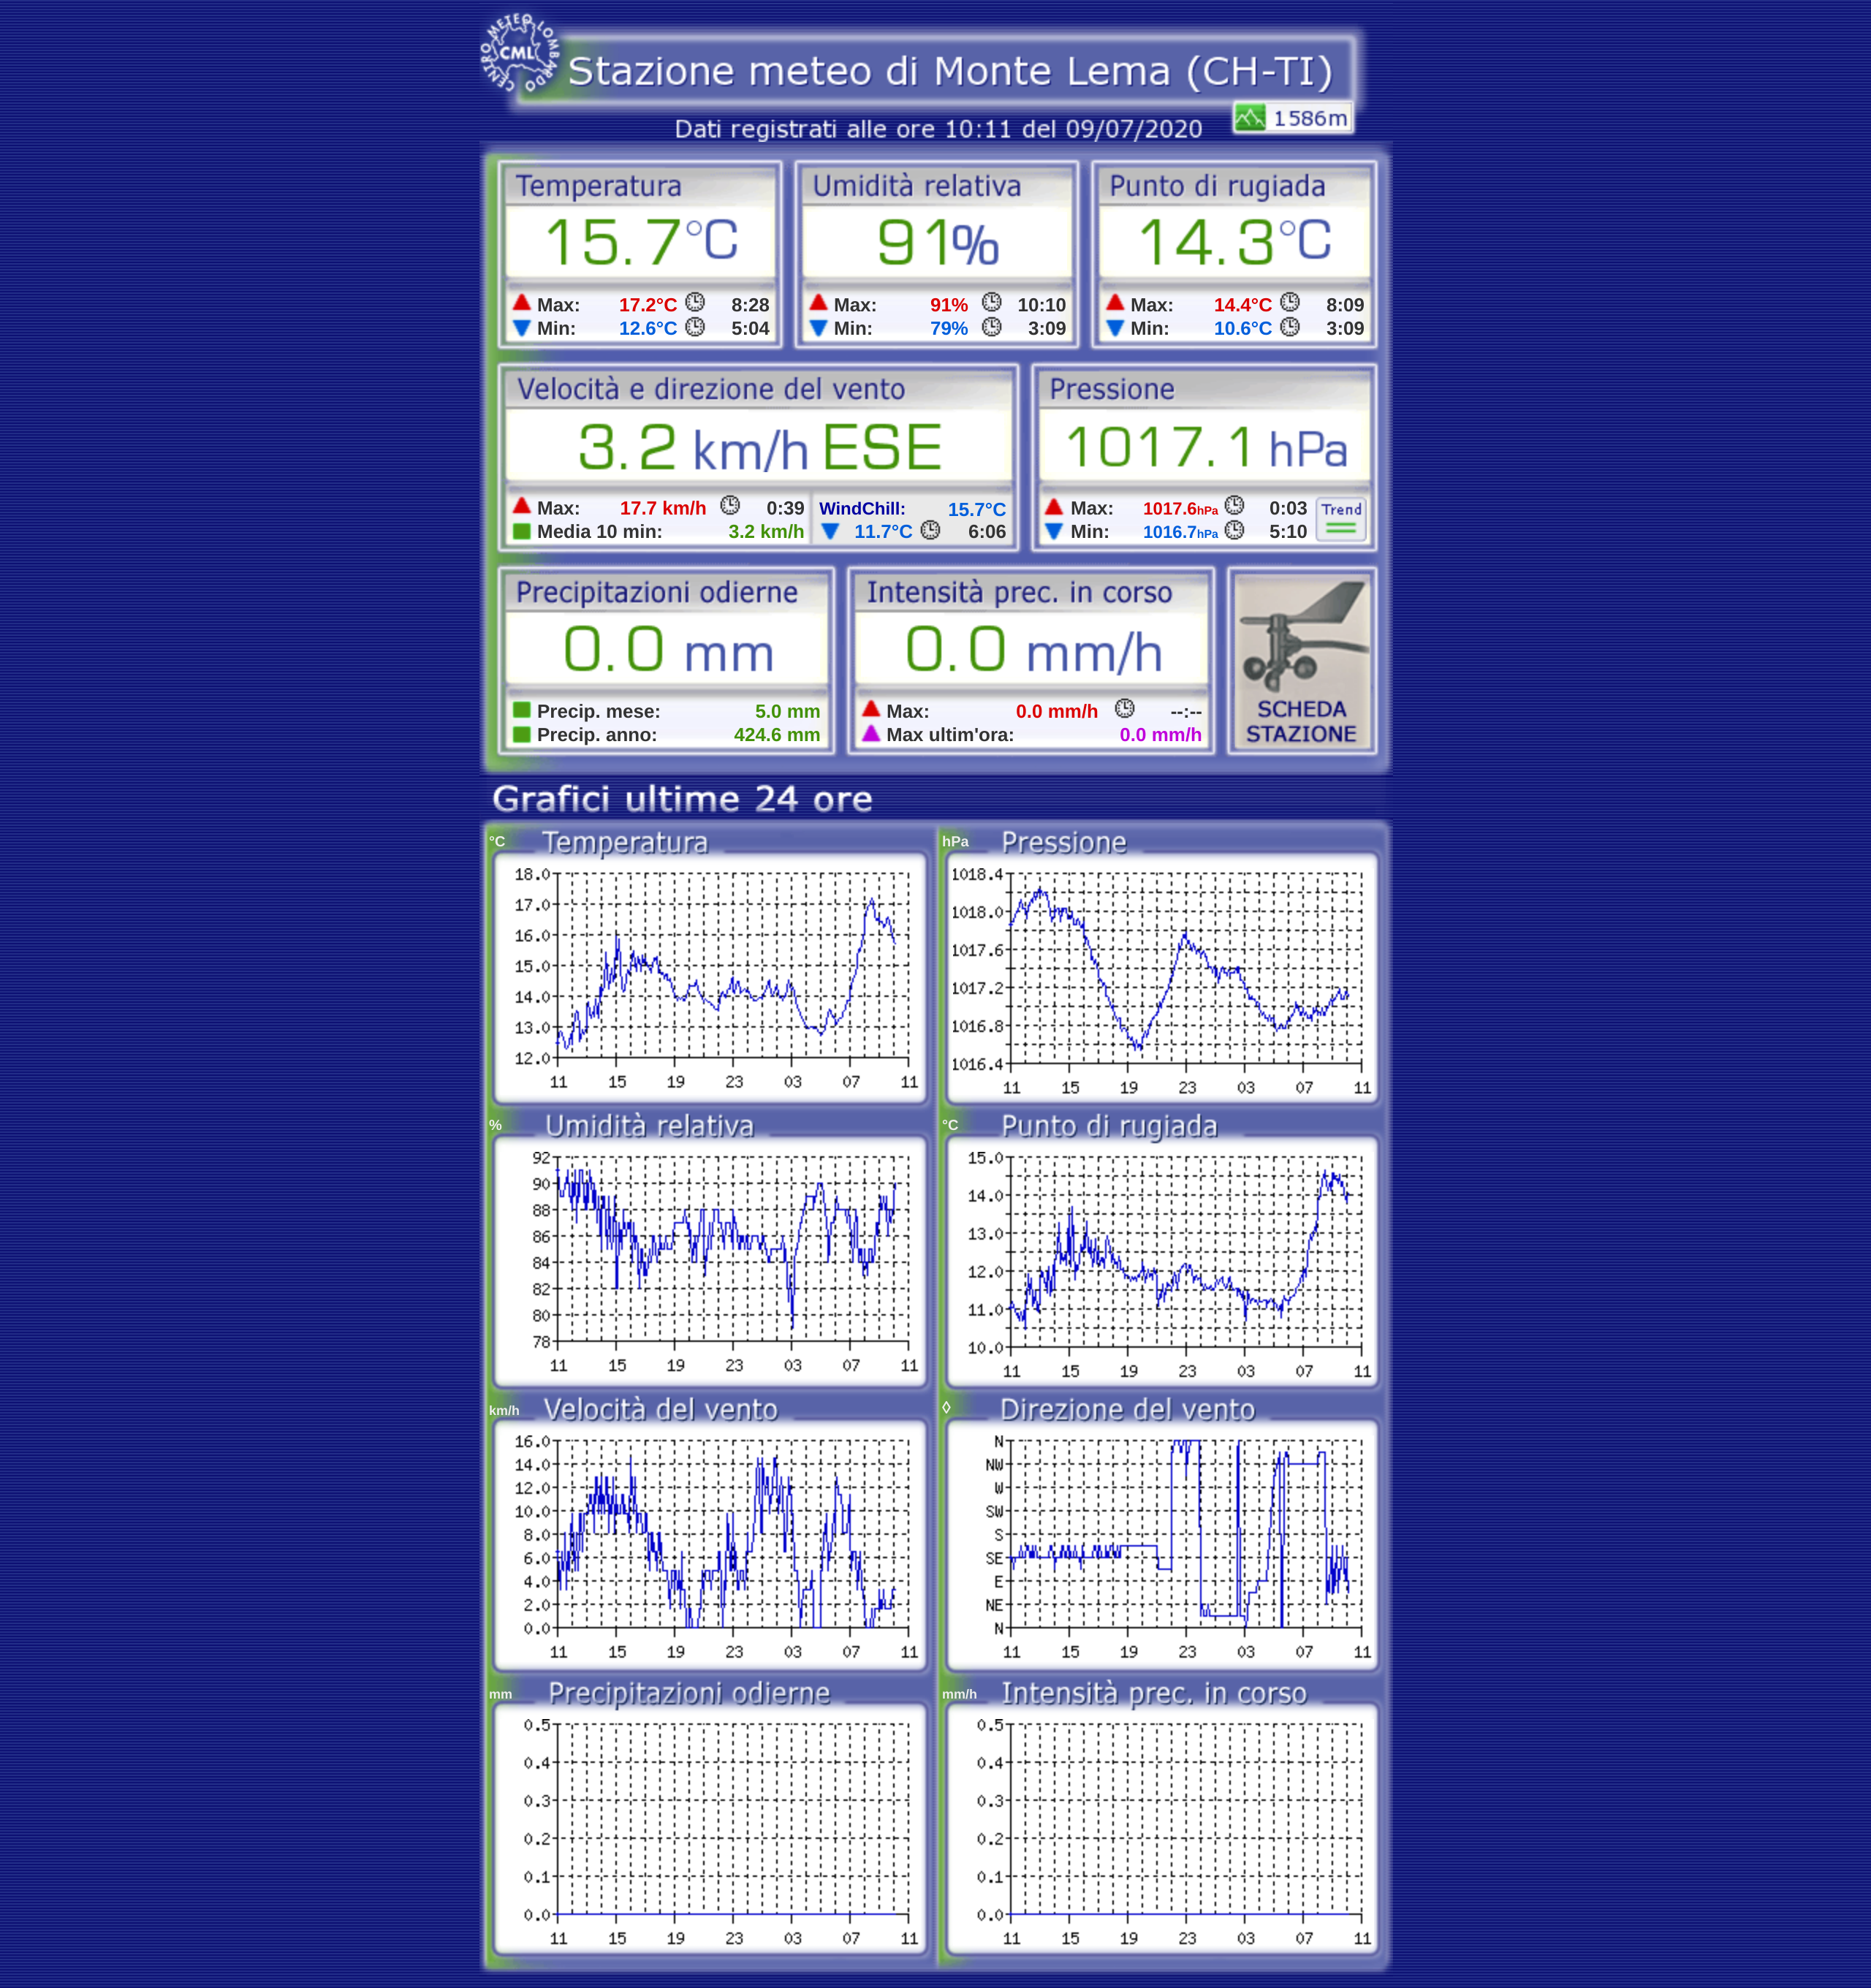 CENTRO METEO LOMBARDO
CML
Stazione meteo di Monte Lema (CH-TI)
1586m
Dati registrati alle ore 10:11 del 09/07/2020
Temperatura Umidità relativa Punto di rugiada
15.7°C 91% 14.3°C
Max: 17.2°C 8:28 Max: 91% 10:10 Max: 14.4°C 8:09
Min: 12.6°C 5:04 Min: 79% 3:09 Min: 10.6°C 3:09
Velocità e direzione del vento Pressione
3.2 km/h ESE 1017.1 hPa
Max: 17.7 km/h 0:39 WindChill: 15.7°C Max: 1017.6hPa 0:03 Trend
Media 10 min: 3.2 km/h 11.7°C 6:06 Min: 1016.7hPa 5:10
Precipitazioni odierne Intensità prec. in corso
0.0 mm 0.0 mm/h
Precip. mese: 5.0 mm Max: 0.0 mm/h --:-- SCHEDA
Precip. anno: 424.6 mm Max ultim'ora: 0.0 mm/h STAZIONE
Grafici ultime 24 ore
°C Temperatura
18.0
17.0
16.0
15.0
14.0
13.0
12.0
11 15 19 23 03 07 11
hPa Pressione
1018.4
1018.0
1017.6
1017.2
1016.8
1016.4
11 15 19 23 03 07 11
% Umidità relativa
92
90
88
86
84
82
80
78
11 15 19 23 03 07 11
°C Punto di rugiada
15.0
14.0
13.0
12.0
11.0
10.0
11 15 19 23 03 07 11
km/h Velocità del vento
16.0
14.0
12.0
10.0
8.0
6.0
4.0
2.0
0.0
11 15 19 23 03 07 11
◊ Direzione del vento
N
NW
W
SW
S
SE
E
NE
N
11 15 19 23 03 07 11
mm Precipitazioni odierne
0.5
0.4
0.3
0.2
0.1
0.0
11 15 19 23 03 07 11
mm/h Intensità prec. in corso
0.5
0.4
0.3
0.2
0.1
0.0
11 15 19 23 03 07 11